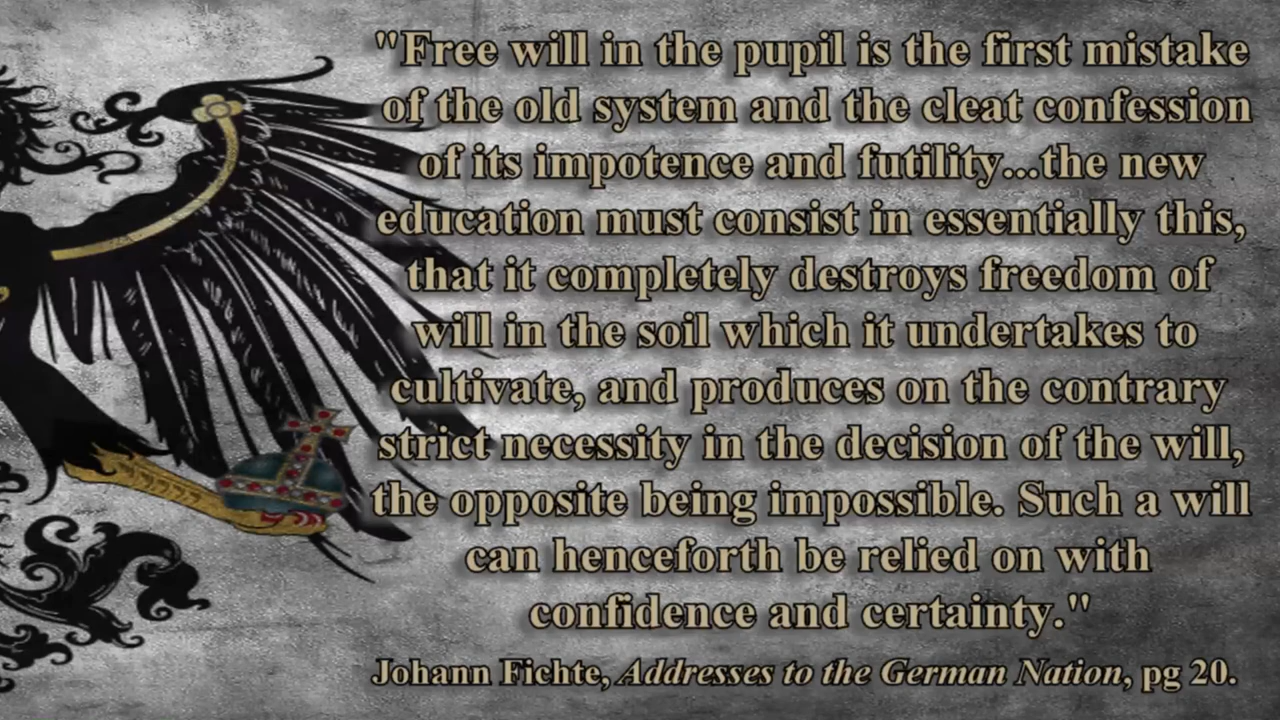 "Free will in the pupil is the first mistake
of the old system and the cleat confession
of its impotence and futility...the new
education must consist in essentially this,
that it completely destroys freedom of
will in the soil which it undertakes to
cultivate, and produces on the contrary
strict necessity in the decision of the will,
the opposite being impossible. Such a will
can henceforth be relied on with
confidence and certainty."
Johann Fichte, Addresses to the German Nation, pg 20.